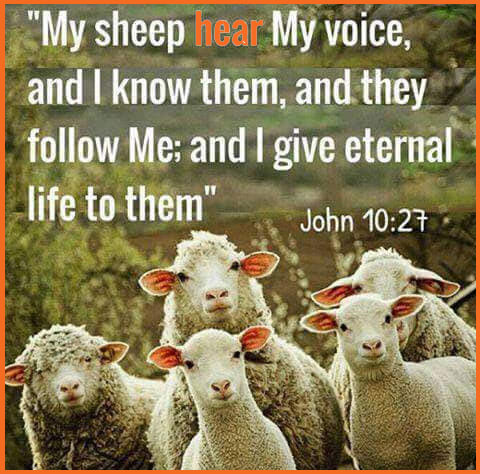 "My sheep hear My voice,
and I know them, and they
follow Me; and I give eternal
life to them"
John 10:27